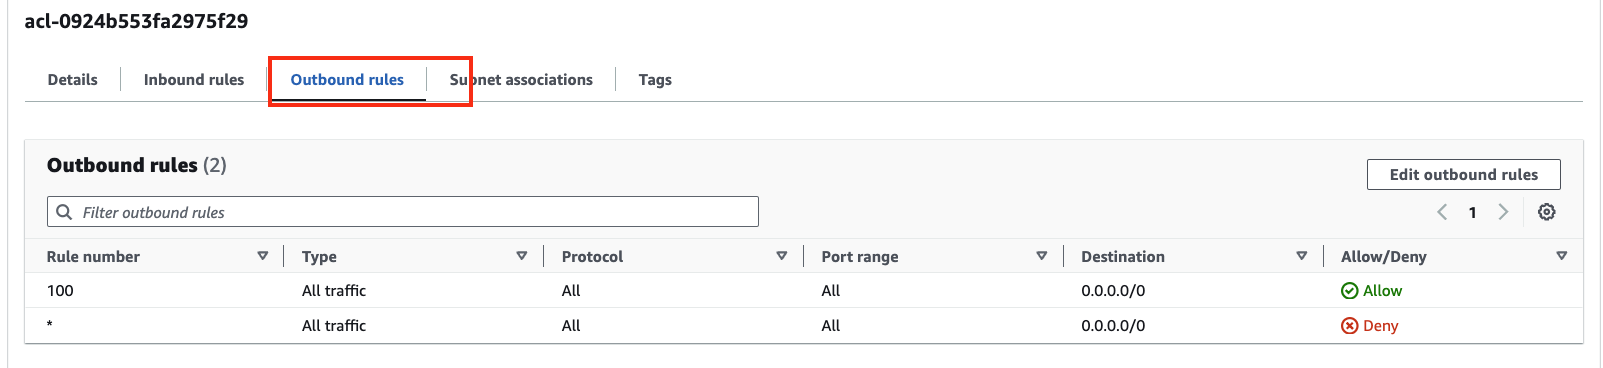 acl-0924b553fa2975f29
Details Inbound rules Outbound rules Subnet associations Tags
Outbound rules (2)
Edit outbound rules
Filter outbound rules
1
Rule number Type Protocol Port range Destination Allow/Deny
100 All traffic All All 0.0.0.0/0 Allow
* All traffic All All 0.0.0.0/0 Deny